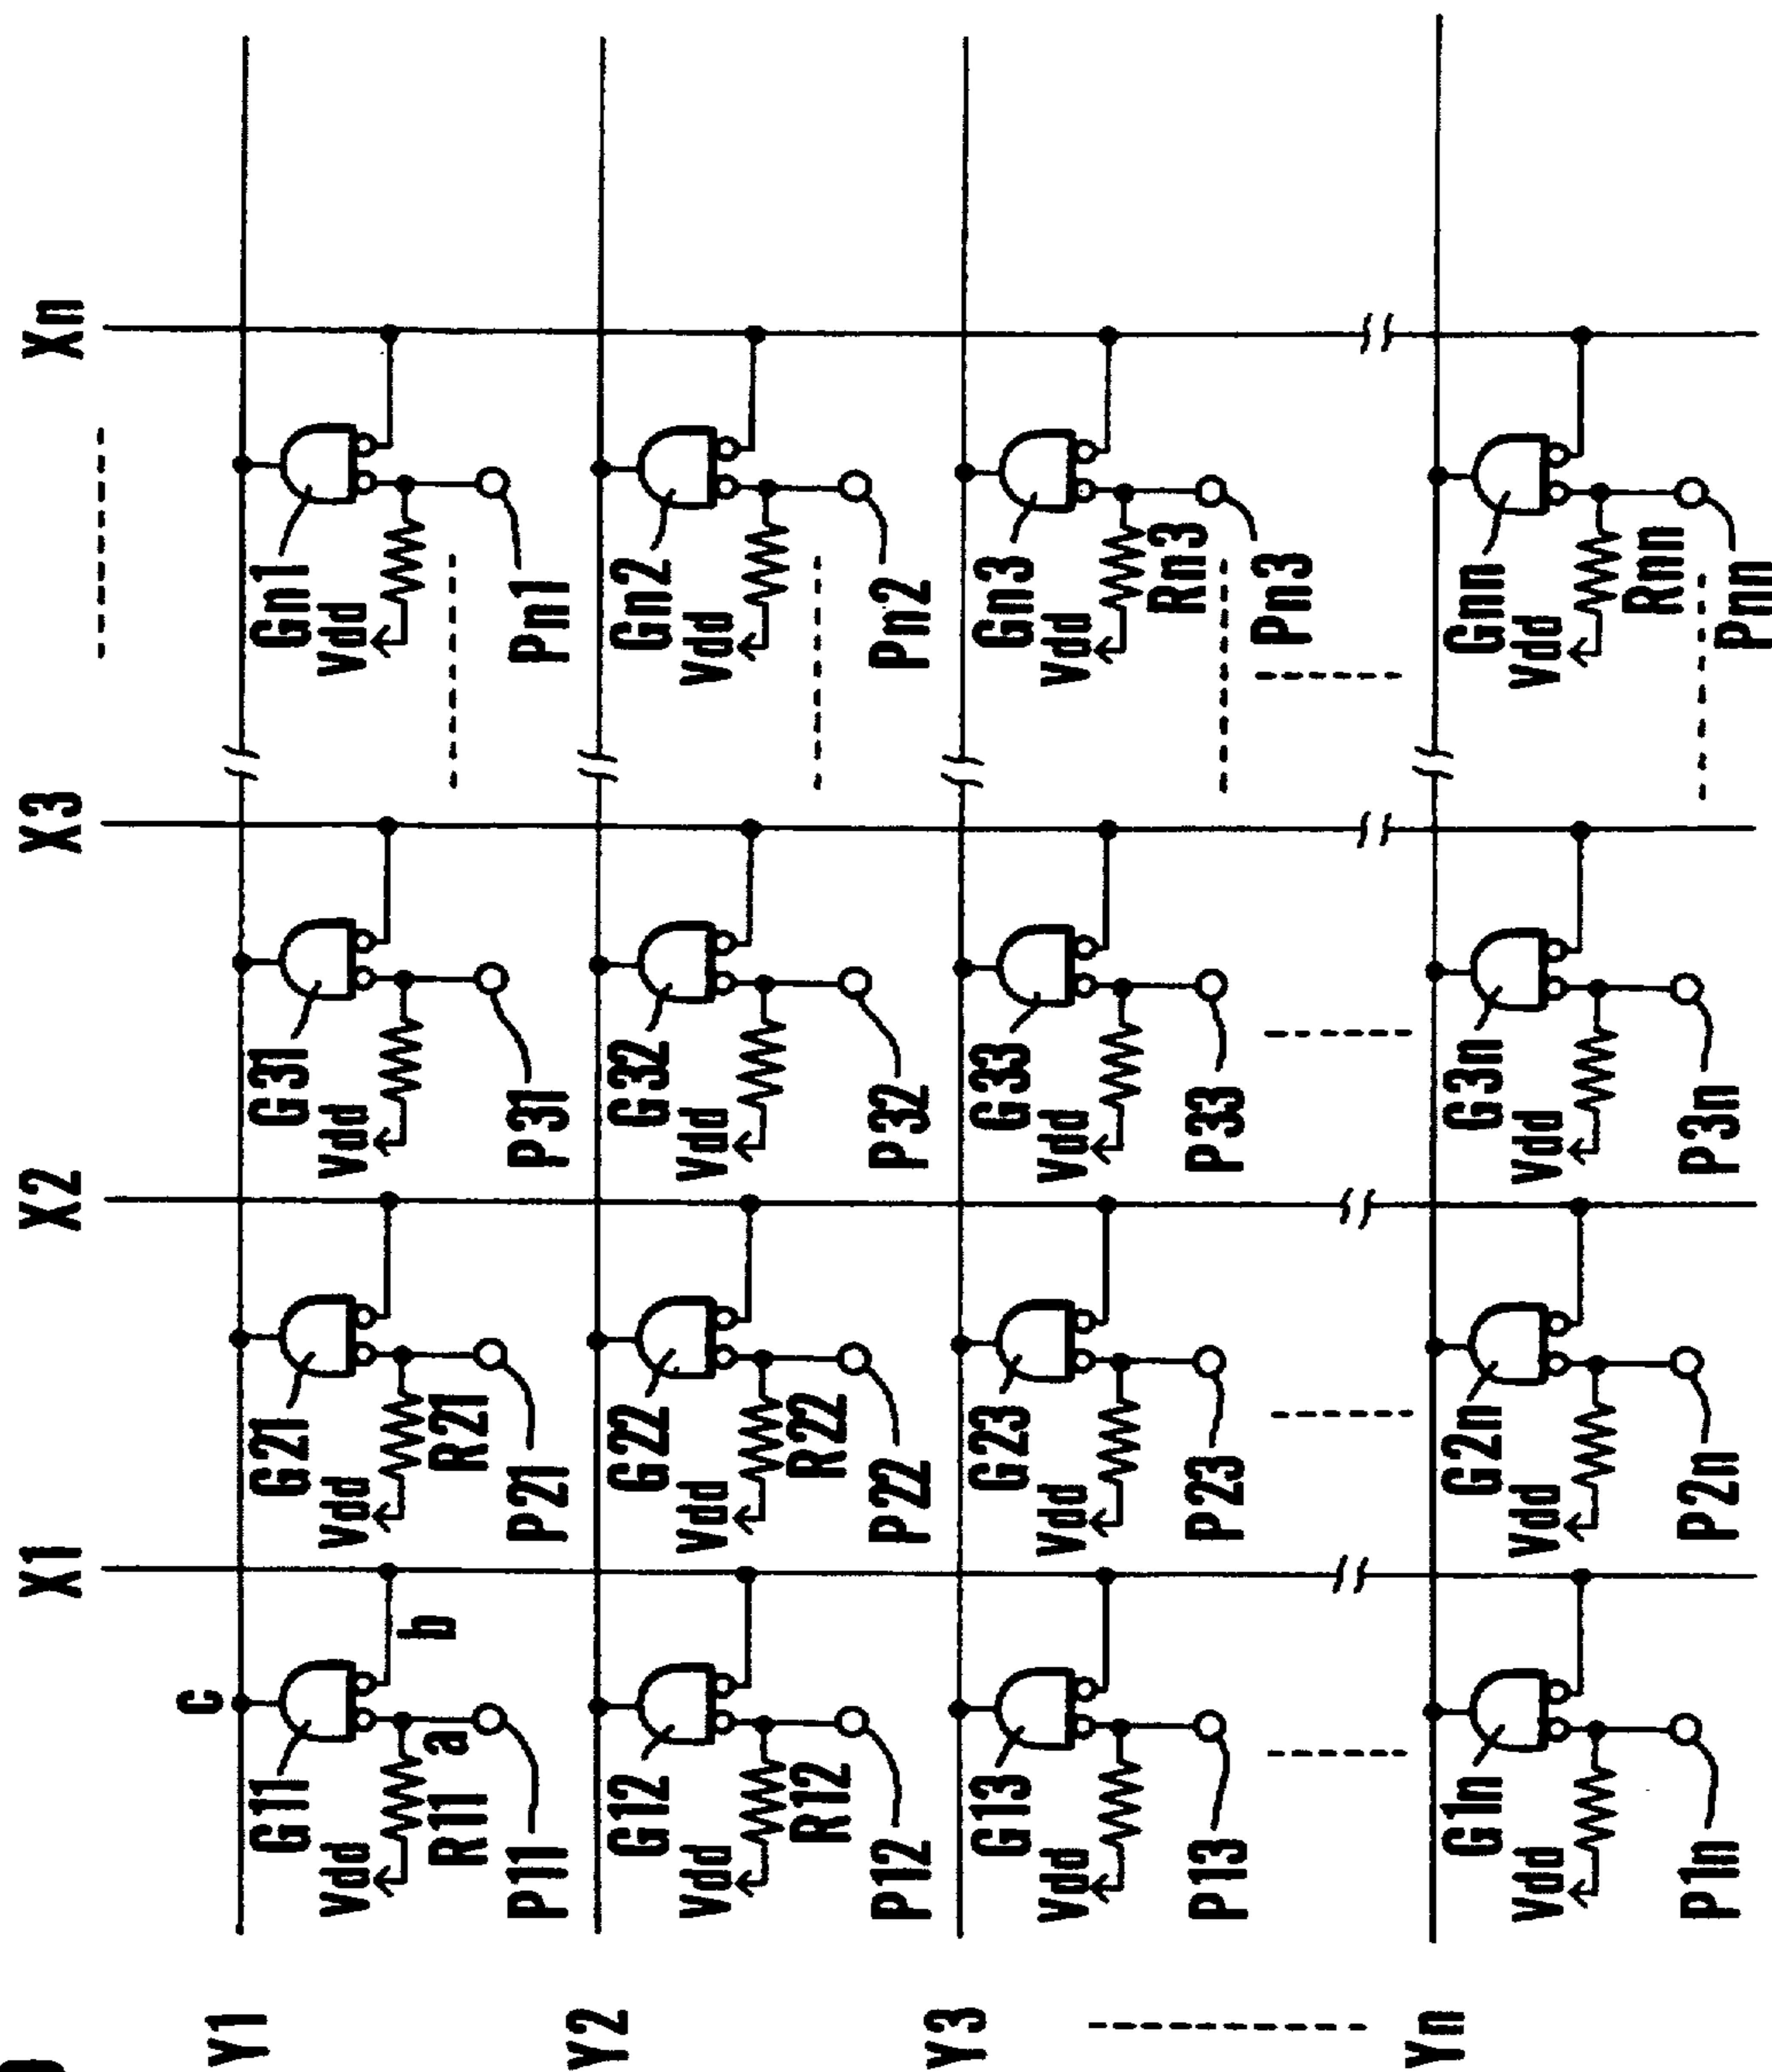 X1 X2 X3 Xn
c
Y1
G11 G21 G31 Gn1
Vdd Vdd Vdd Vdd
b
a
R11 R21
P11 P21 P31 Pn1
Y2
G12 G22 G32 Gn2
Vdd Vdd Vdd Vdd
R12 R22
P12 P22 P32 Pn2
Y3
G13 G23 G33 Gn3
Vdd Vdd Vdd Vdd
Rn3
P13 P23 P33 Pn3
Yn
G1n G2n G3n Gnn
Vdd Vdd Vdd Vdd
Rnn
P1n P2n P3n Pnn